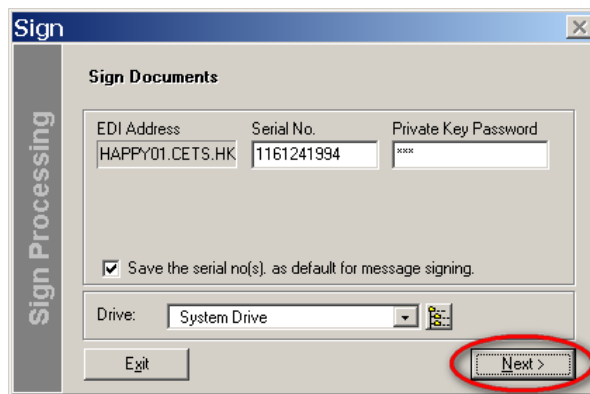 Sign
Sign Processing
Sign Documents
EDI Address Serial No. Private Key Password
HAPPY01.CETS.HK 1161241994 ***
Save the serial no(s). as default for message signing.
Drive: System Drive
Exit Next >